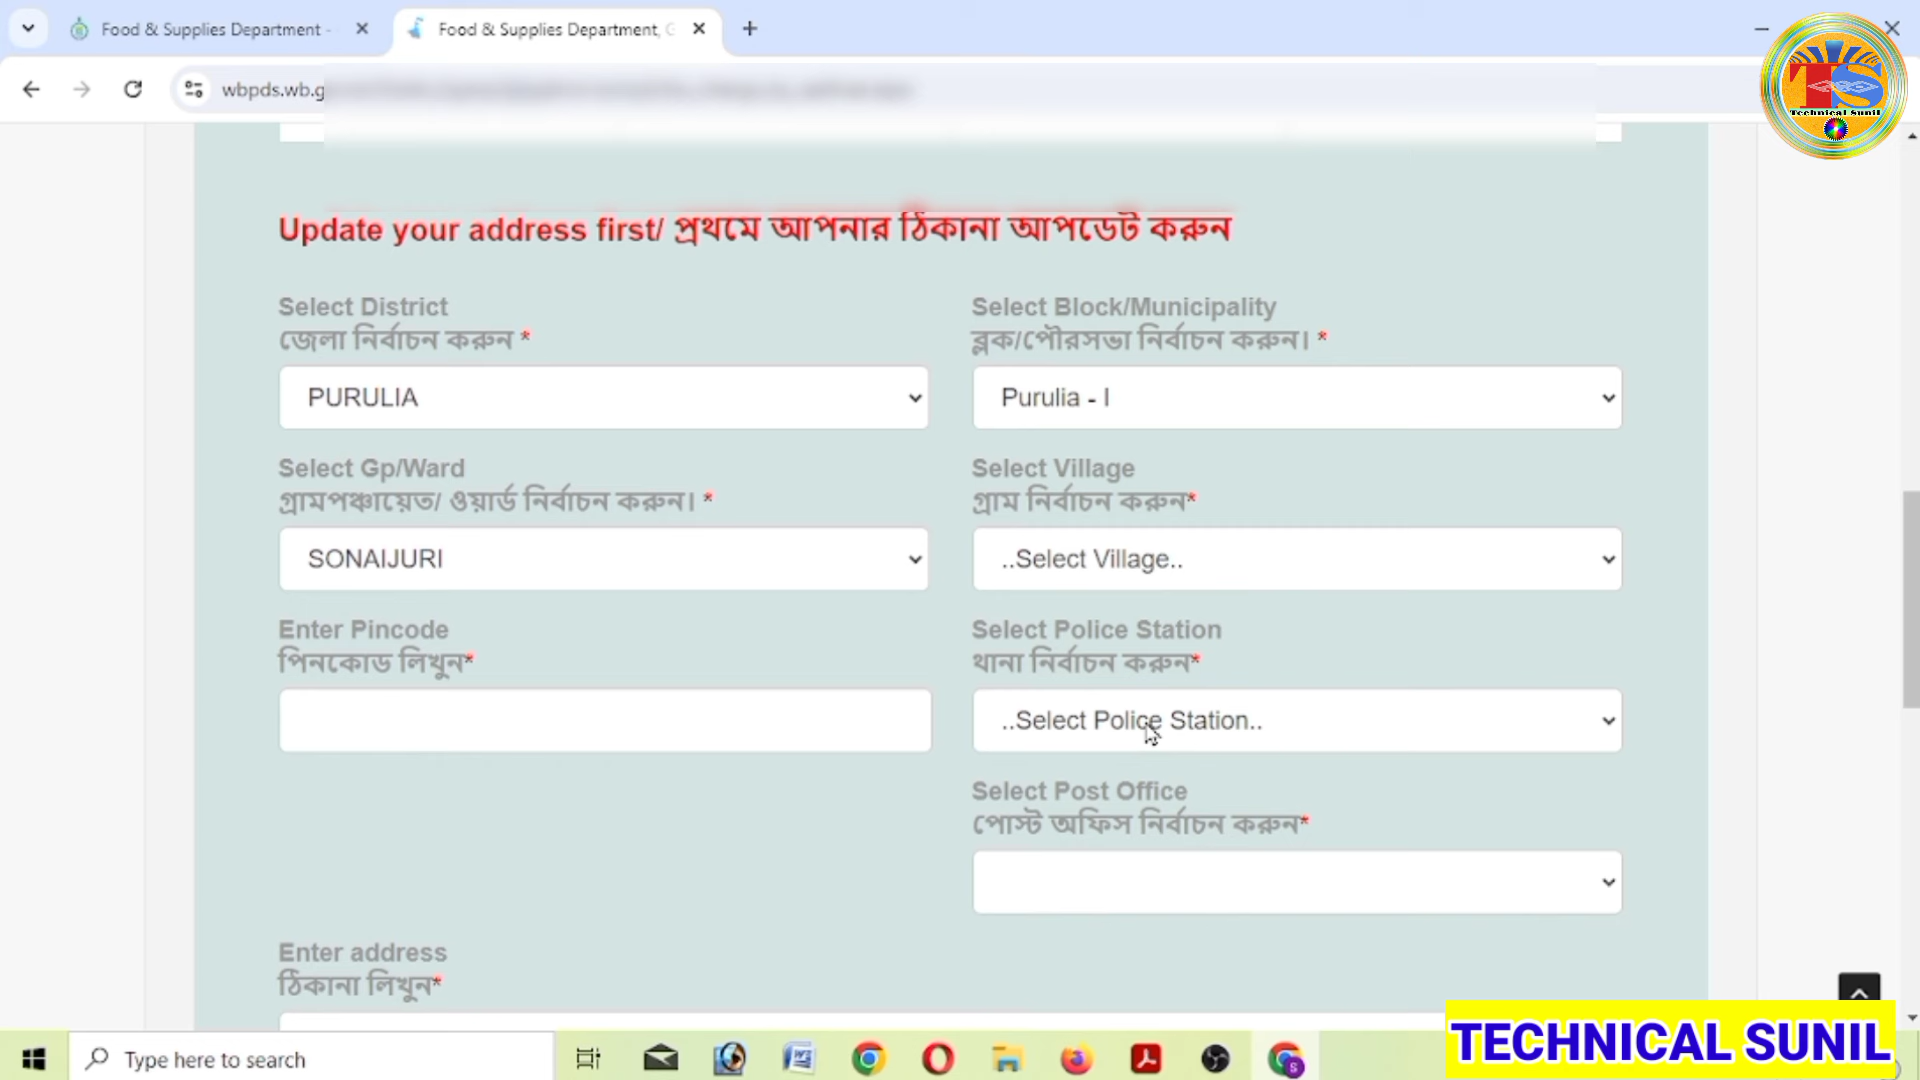 Food & Supplies Department -
Food & Supplies Department, G
wbpds.wb.g
TS
Technical Sunil
Update your address first/ প্রথমে আপনার ঠিকানা আপডেট করুন
Select District
জেলা নির্বাচন করুন *
PURULIA
Select Block/Municipality
ব্লক/পৌরসভা নির্বাচন করুন। *
Purulia - I
Select Gp/Ward
গ্রামপঞ্চায়েত/ ওয়ার্ড নির্বাচন করুন। *
SONAIJURI
Select Village
গ্রাম নির্বাচন করুন*
..Select Village..
Enter Pincode
পিনকোড লিখুন*
Select Police Station
থানা নির্বাচন করুন*
..Select Police Station..
Select Post Office
পোস্ট অফিস নির্বাচন করুন*
Enter address
ঠিকানা লিখুন*
TECHNICAL SUNIL
Type here to search